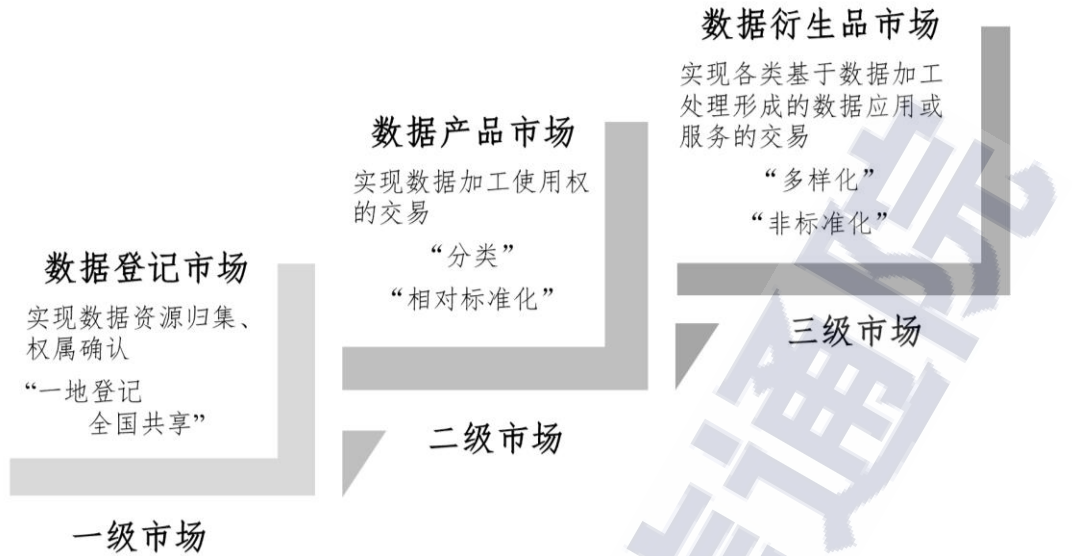 数据登记市场
实现数据资源归集、
权属确认
“一地登记
全国共享”
一级市场
数据产品市场
实现数据加工使用权
的交易
“分类”
“相对标准化”
二级市场
数据衍生品市场
实现各类基于数据加工
处理形成的数据应用或
服务的交易
“多样化”
“非标准化”
三级市场
通院